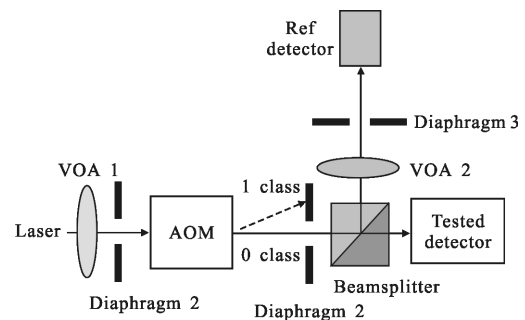 Ref
detector
Diaphragm 3
VOA 2
VOA 1
1 class
Laser
AOM
0 class
Tested
detector
Beamsplitter
Diaphragm 2
Diaphragm 2